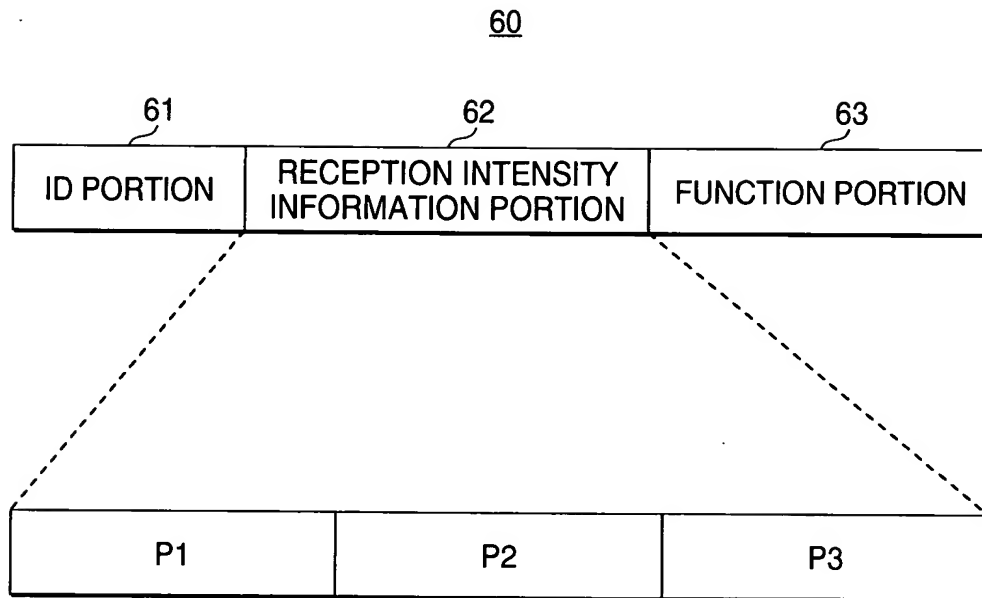 60
61 62 63
ID PORTION
RECEPTION INTENSITY
INFORMATION PORTION
FUNCTION PORTION
P1 P2 P3